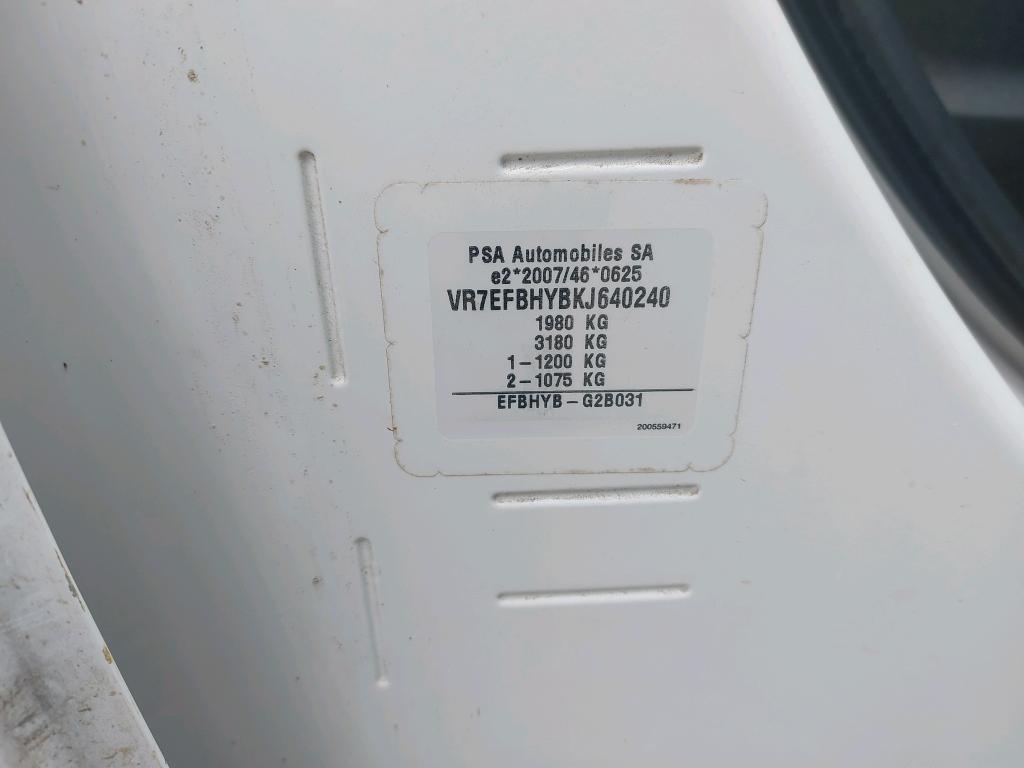 PSA Automobiles SA
e2*2007/46*0625
VR7EFBHYBKJ640240
1980 KG
3180 KG
1-1200 KG
2-1075 KG
EFBHYB-G2B031
200559471